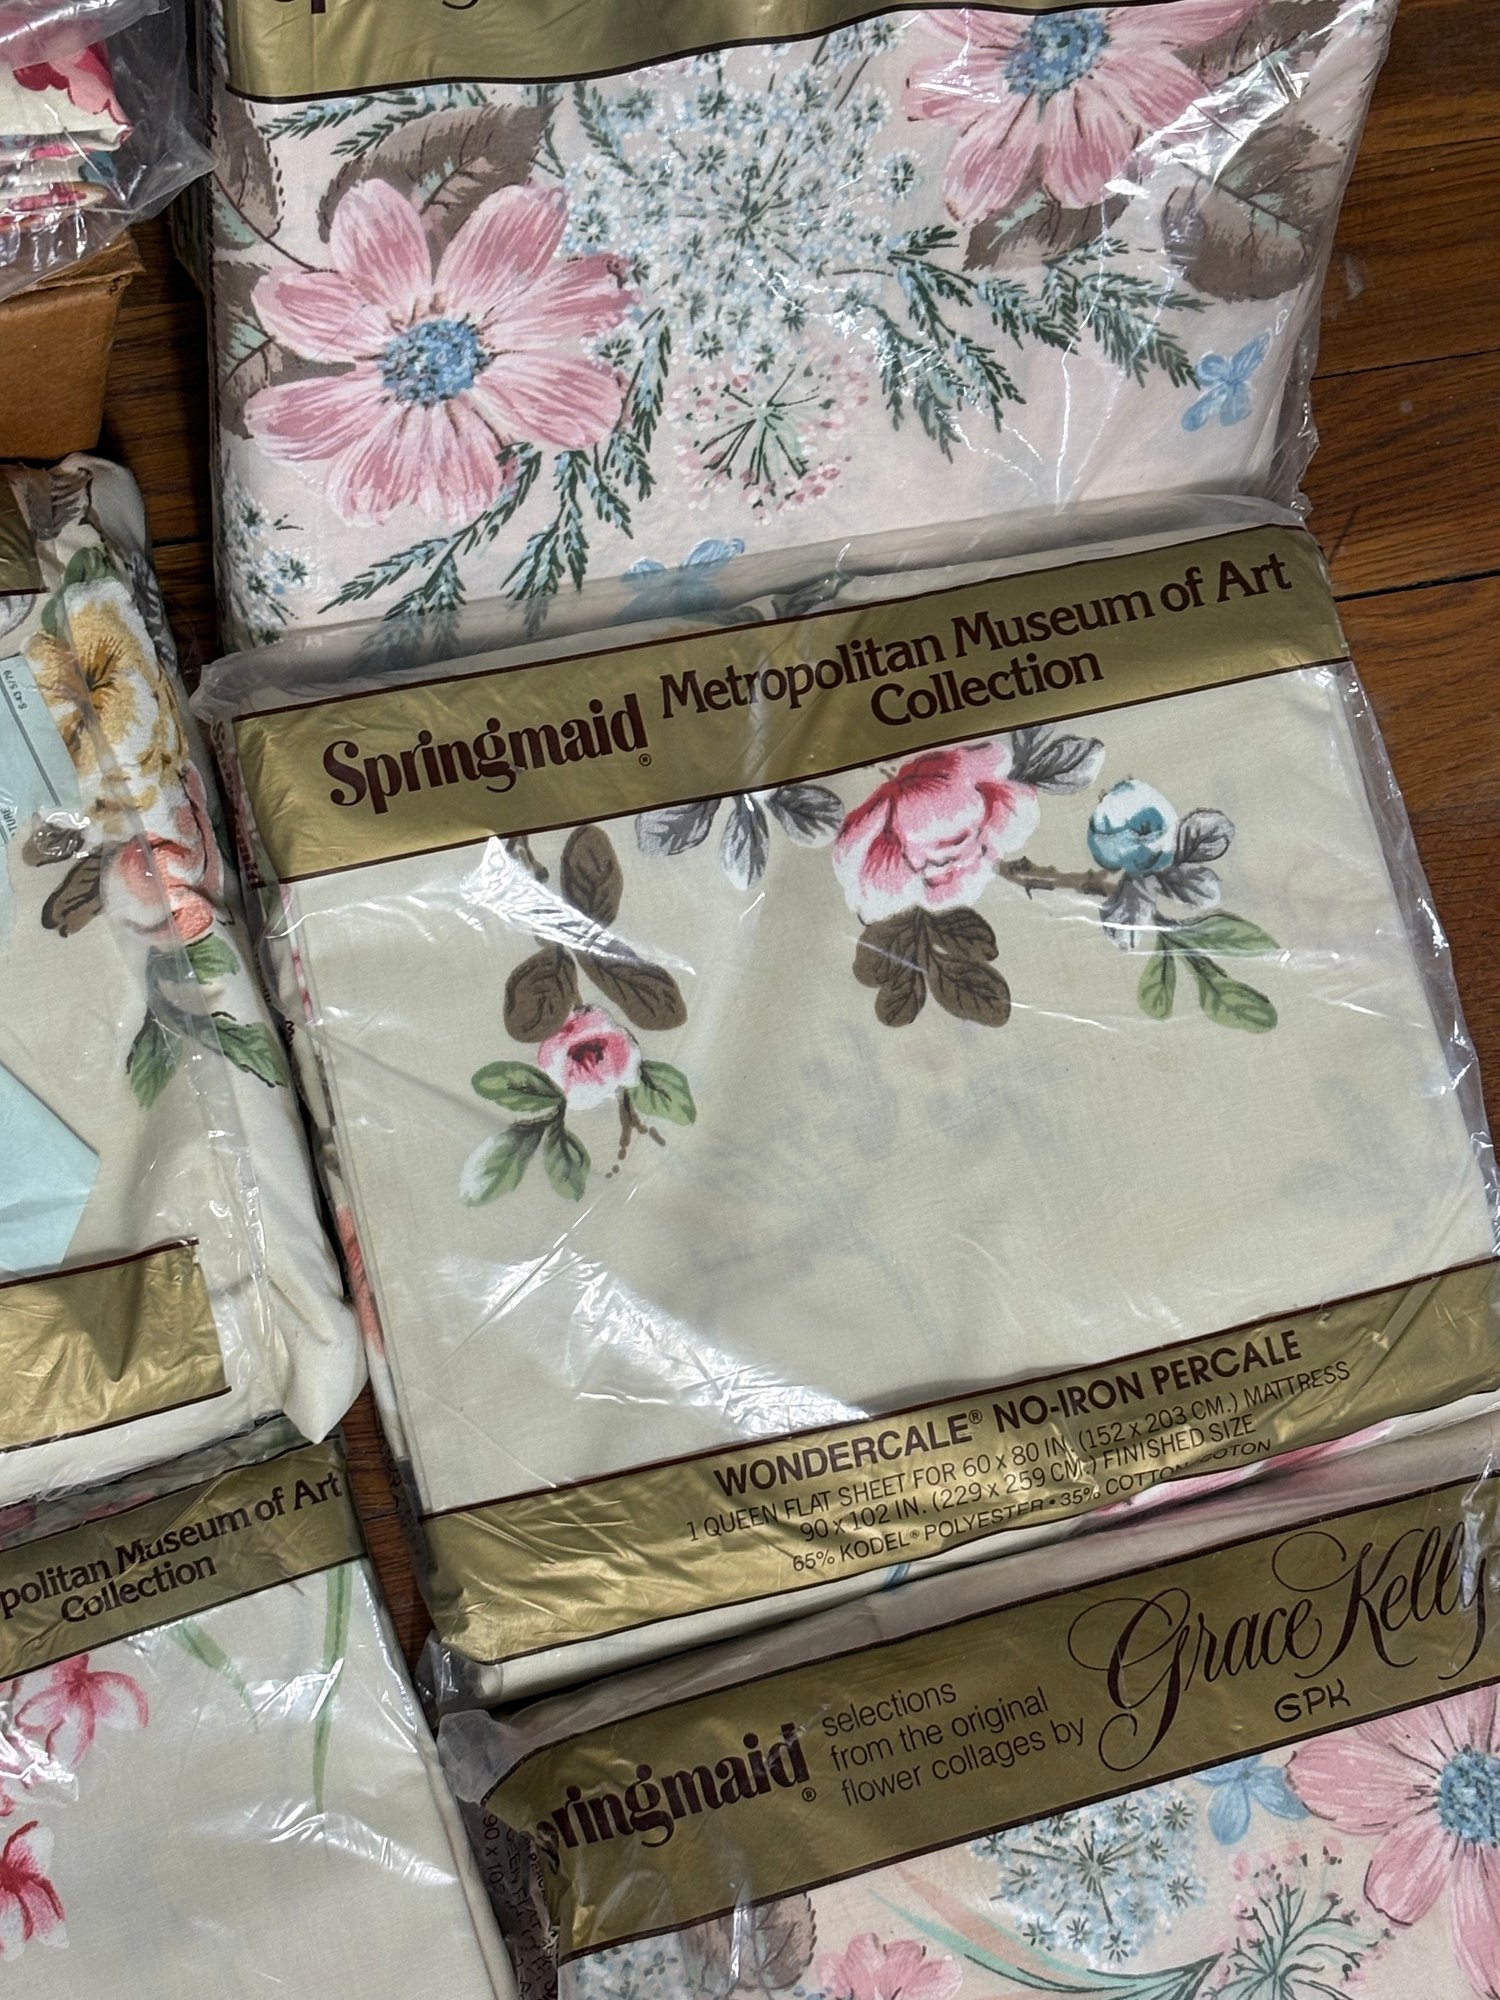 Springmaid® Metropolitan Museum of Art
Collection
WONDERCALE® NO-IRON PERCALE
1 QUEEN FLAT SHEET FOR 60 x 80 IN. (152 x 203 CM.) MATTRESS
90 x 102 IN. (229 x 259 CM.) FINISHED SIZE
65% KODEL® POLYESTER • 35% COTTON
politan Museum of Art
Collection
pringmaid®
selections
from the original
flower collages by
Grace Kelly
GPK